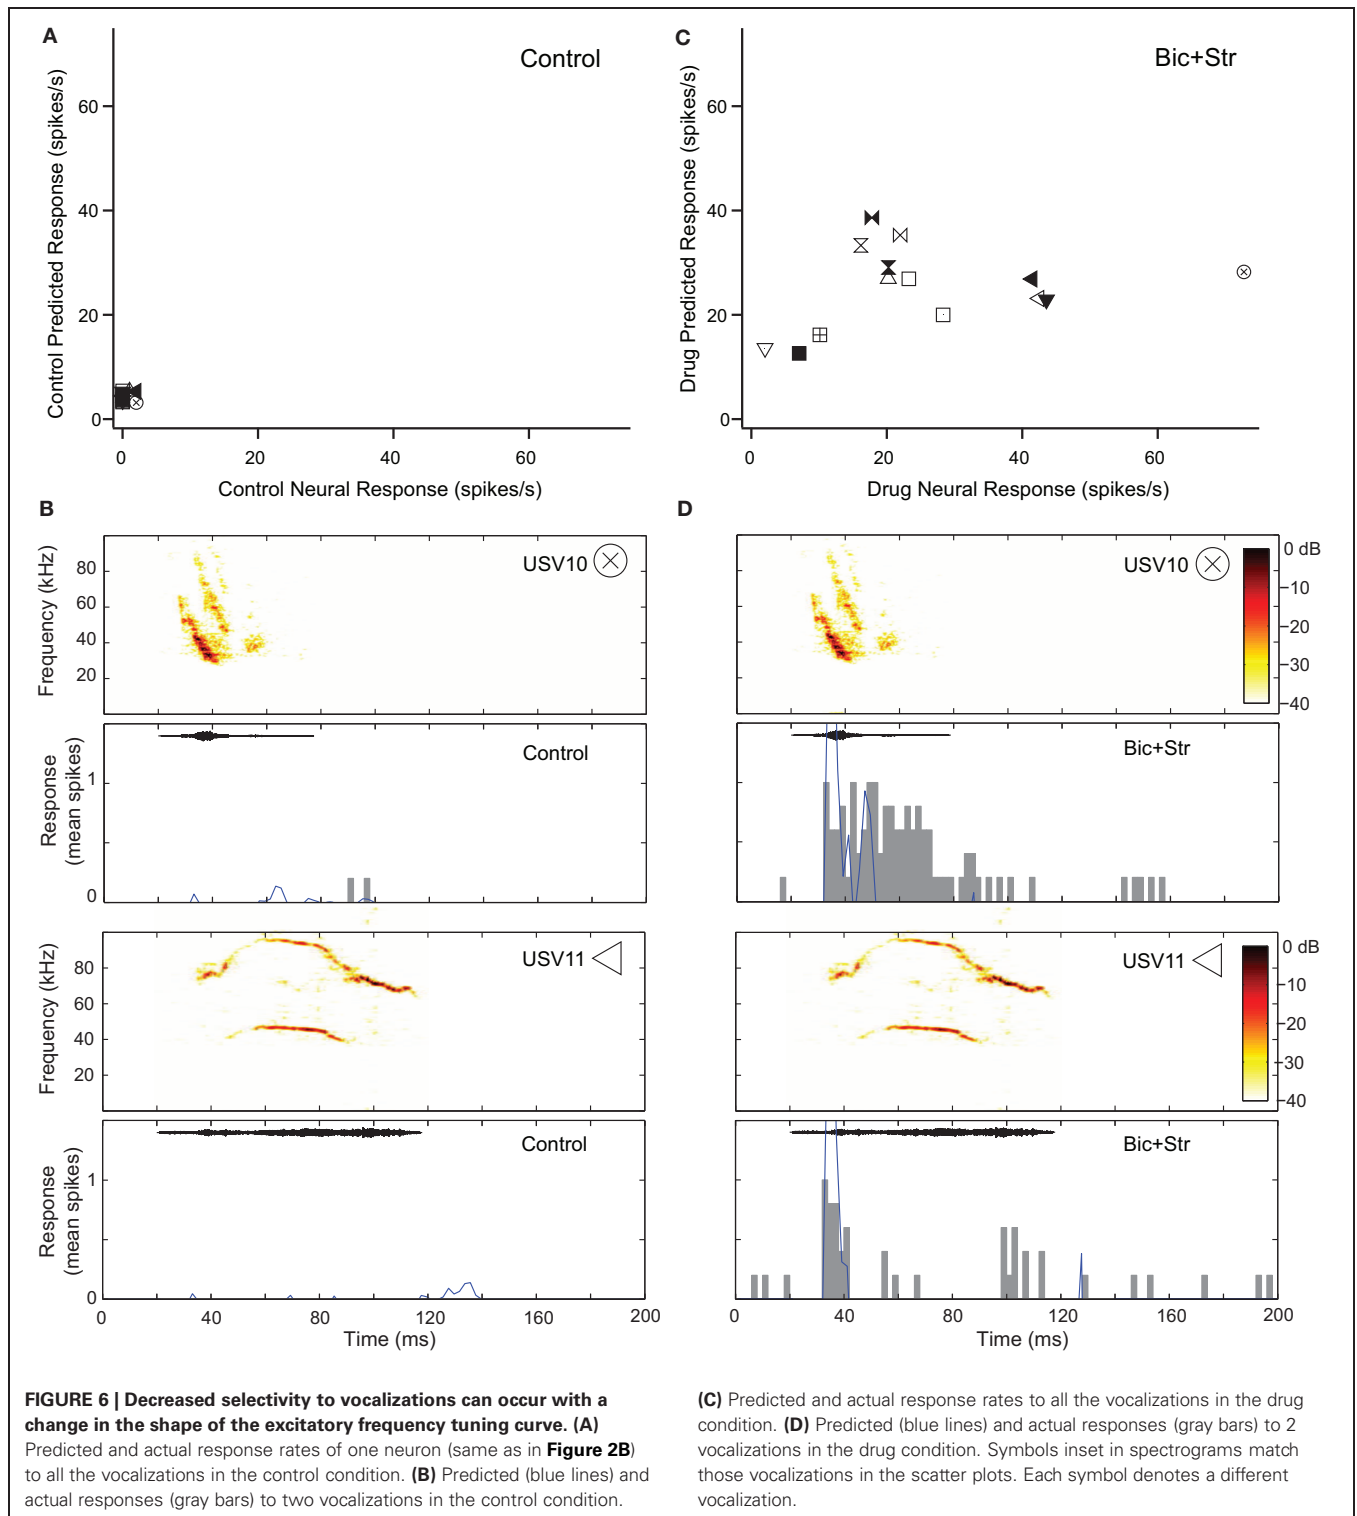 A
Control
Control Predicted Response (spikes/s)
60
40
20
0
0 20 40 60
Control Neural Response (spikes/s)
C
Bic+Str
Drug Predicted Response (spikes/s)
60
40
20
0
0 20 40 60
Drug Neural Response (spikes/s)
B
Frequency (kHz)
80
60
40
20
USV10
Response
(mean spikes)
1
0
Control
Frequency (kHz)
80
60
40
20
USV11
Response
(mean spikes)
1
0
Control
0 40 80 120 160 200
Time (ms)
D
USV10
0 dB
-10
-20
-30
-40
Bic+Str
USV11
0 dB
-10
-20
-30
-40
Bic+Str
0 40 80 120 160 200
Time (ms)
FIGURE 6 | Decreased selectivity to vocalizations can occur with a
change in the shape of the excitatory frequency tuning curve. (A)
Predicted and actual response rates of one neuron (same as in Figure 2B)
to all the vocalizations in the control condition. (B) Predicted (blue lines) and
actual responses (gray bars) to two vocalizations in the control condition.
(C) Predicted and actual response rates to all the vocalizations in the drug
condition. (D) Predicted (blue lines) and actual responses (gray bars) to 2
vocalizations in the drug condition. Symbols inset in spectrograms match
those vocalizations in the scatter plots. Each symbol denotes a different
vocalization.